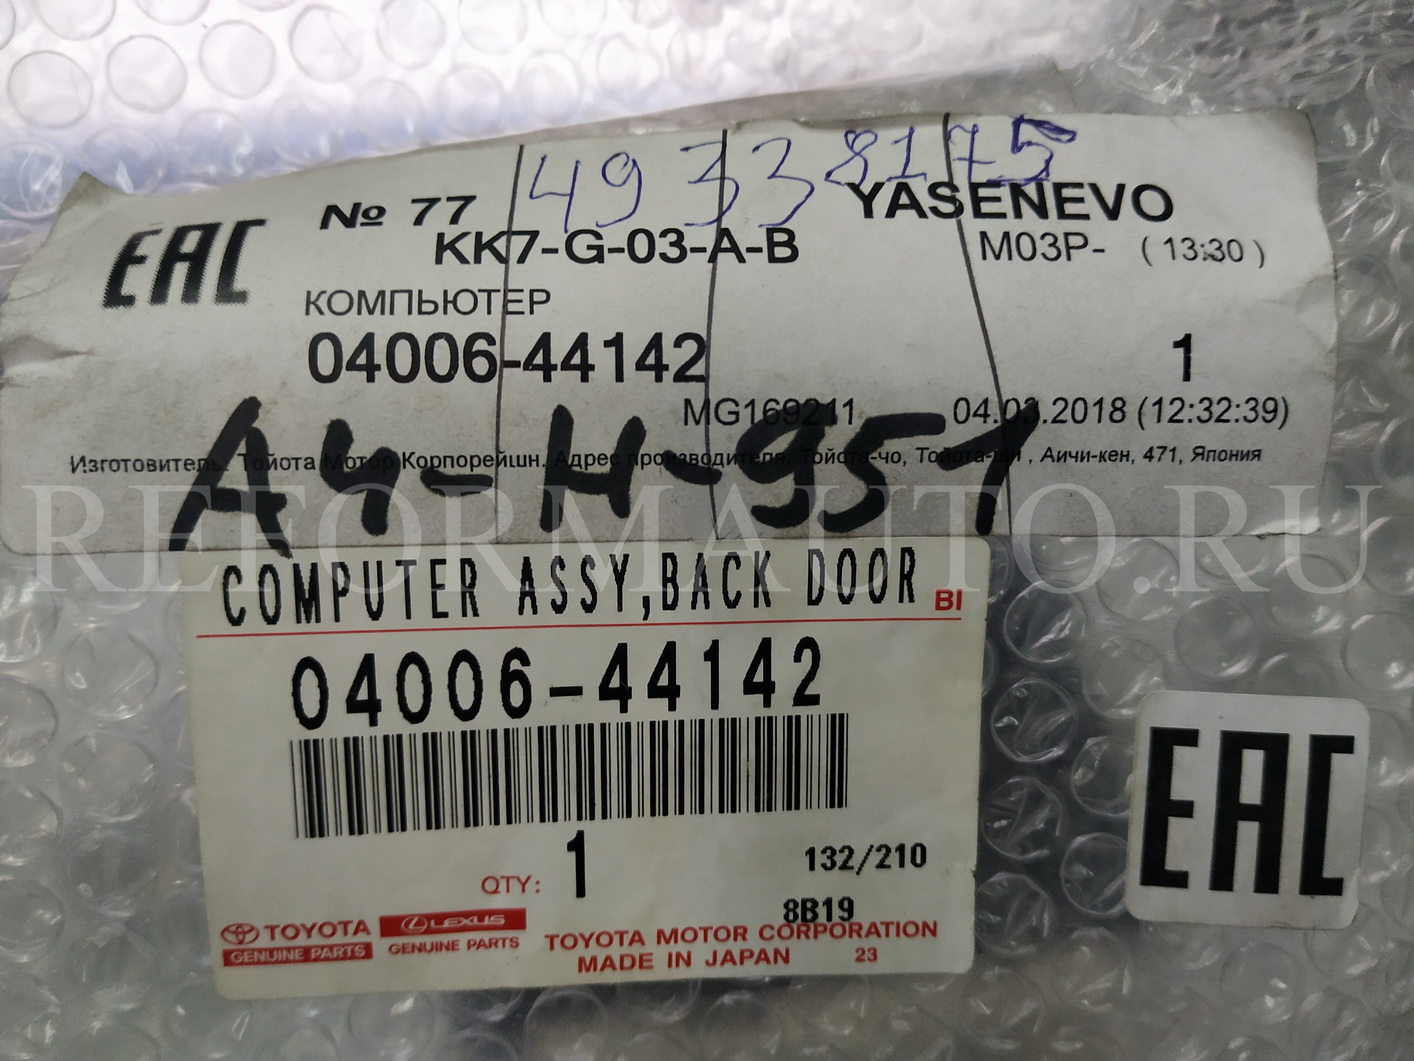 49338175
ЕАС № 77 YASENEVO
KK7-G-03-A-B M03P- (13:30)
КОМПЬЮТЕР
04006-44142 1
MG169211 04.03.2018 (12:32:39)
Изготовитель: Тойота Мотор Корпорейшн. Адрес производителя: Тойота-чо, Тойота-ши, Аичи-кен, 471, Япония
A4-H-951
REFORMAUTO.RU
COMPUTER ASSY,BACK DOOR BI
04006-44142
QTY: 1
132/210
8B19
TOYOTA GENUINE PARTS
LEXUS GENUINE PARTS
TOYOTA MOTOR CORPORATION
MADE IN JAPAN 23
ЕАС